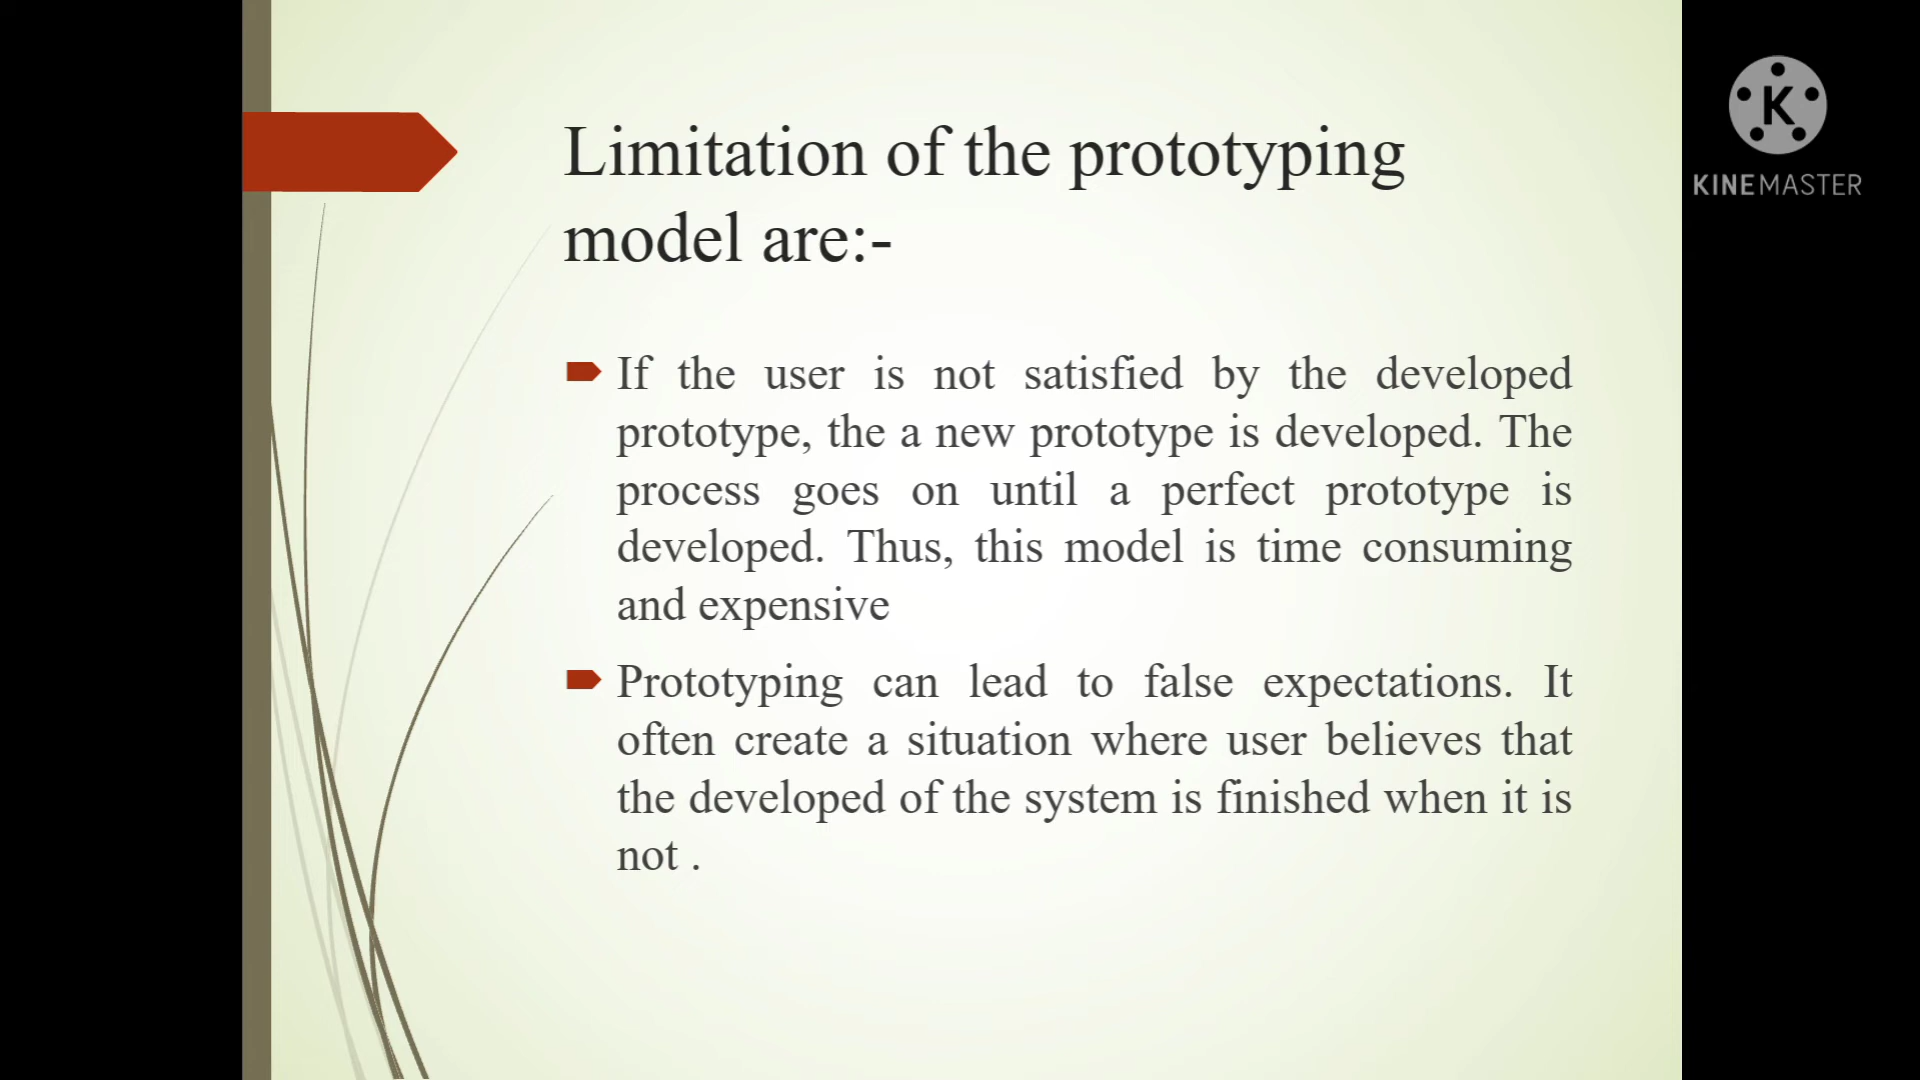 Limitation of the prototyping
model are:-
If the user is not satisfied by the developed
prototype, the a new prototype is developed. The
process goes on until a perfect prototype is
developed. Thus, this model is time consuming
and expensive
Prototyping can lead to false expectations. It
often create a situation where user believes that
the developed of the system is finished when it is
not .
K
KINEMASTER